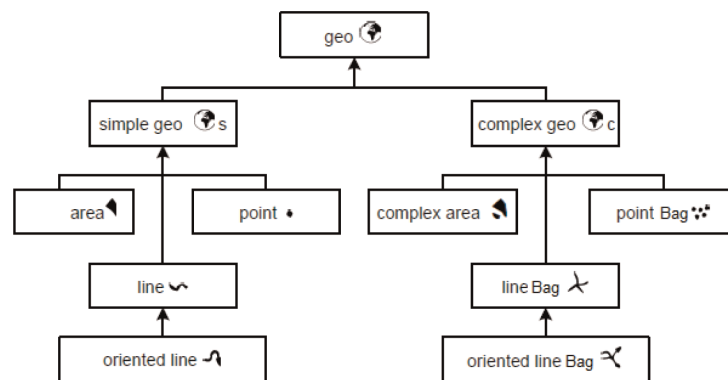 geo
simple geo s
complex geo c
area
point
complex area
point Bag
line
line Bag
oriented line
oriented line Bag